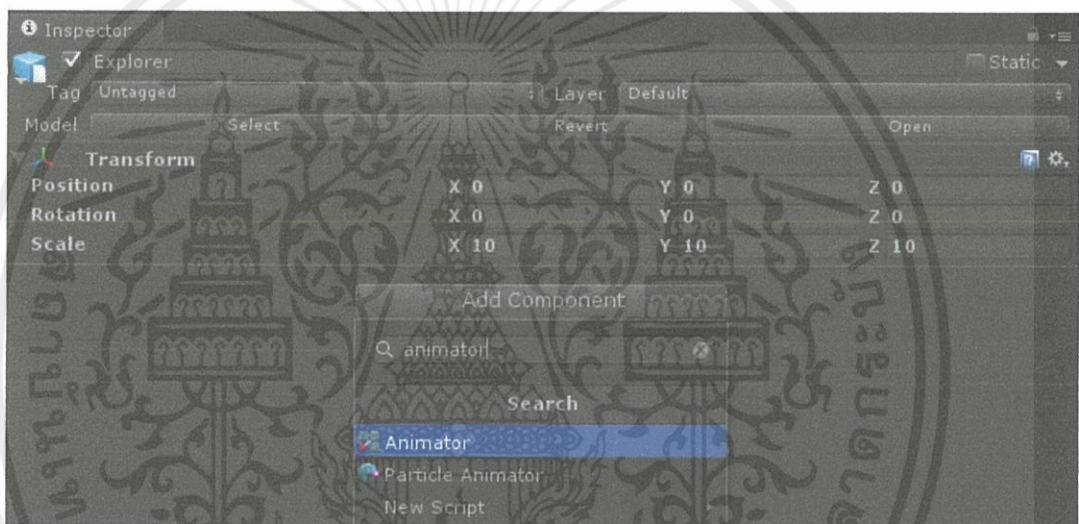 Inspector
Explorer Static
Tag Untagged Layer Default
Model Select Revert Open
Transform
Position X 0 Y 0 Z 0
Rotation X 0 Y 0 Z 0
Scale X 10 Y 10 Z 10
Add Component
animator
Search
Animator
Particle Animator
New Script